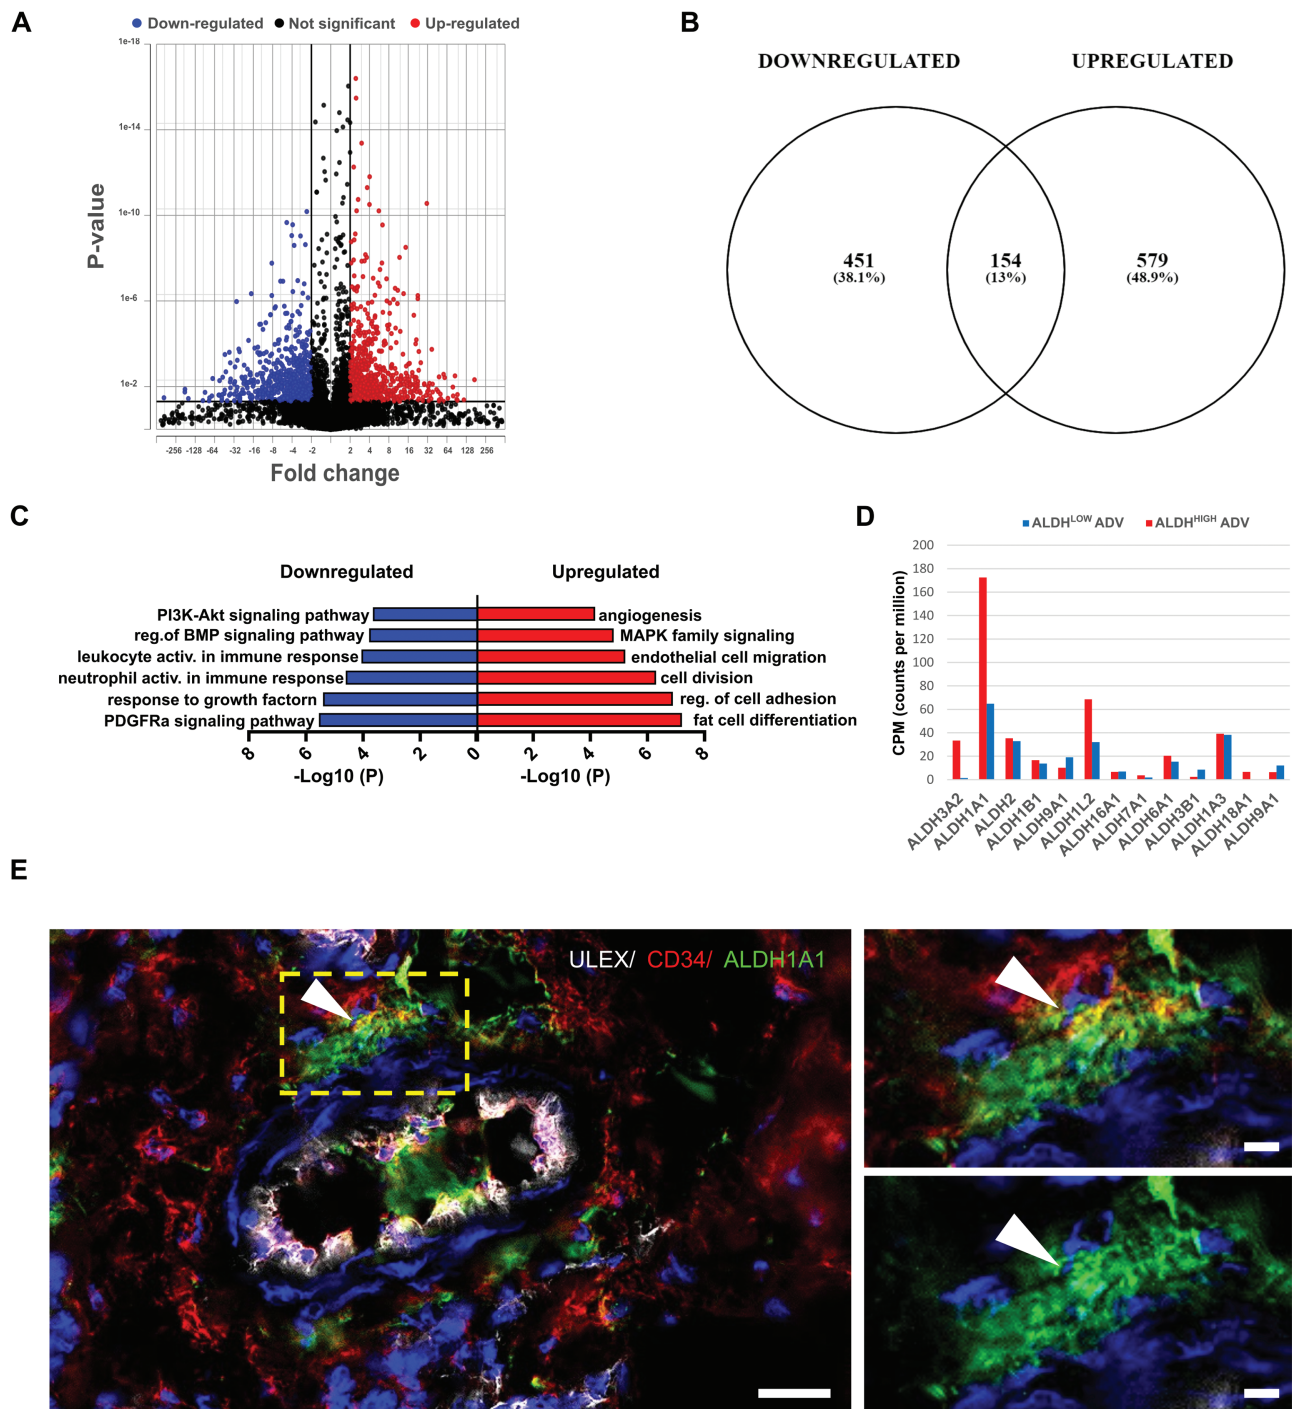 A
Down-regulated Not significant Up-regulated
1e-18
1e-14
1e-10
1e-6
1e-2
P-value
-256 -128 -64 -32 -16 -8 -4 -2 2 4 8 16 32 64 128 256
Fold change
B
DOWNREGULATED UPREGULATED
451 154 579
(38.1%) (13%) (48.9%)
C
Downregulated Upregulated
PI3K-Akt signaling pathway angiogenesis
reg.of BMP signaling pathway MAPK family signaling
leukocyte activ. in immune response endothelial cell migration
neutrophil activ. in immune response cell division
response to growth factorn reg. of cell adhesion
PDGFRa signaling pathway fat cell differentiation
8 6 4 2 0 2 4 6 8
-Log10 (P) -Log10 (P)
D
ALDHLOW ADV ALDHHIGH ADV
CPM (counts per million)
200
180
160
140
120
100
80
60
40
20
0
ALDH3A2 ALDH1A1 ALDH2 ALDH1B1 ALDH9A1 ALDH1L2 ALDH16A1 ALDH7A1 ALDH6A1 ALDH3B1 ALDH1A3 ALDH18A1 ALDH9A1
E
ULEX/ CD34/ ALDH1A1